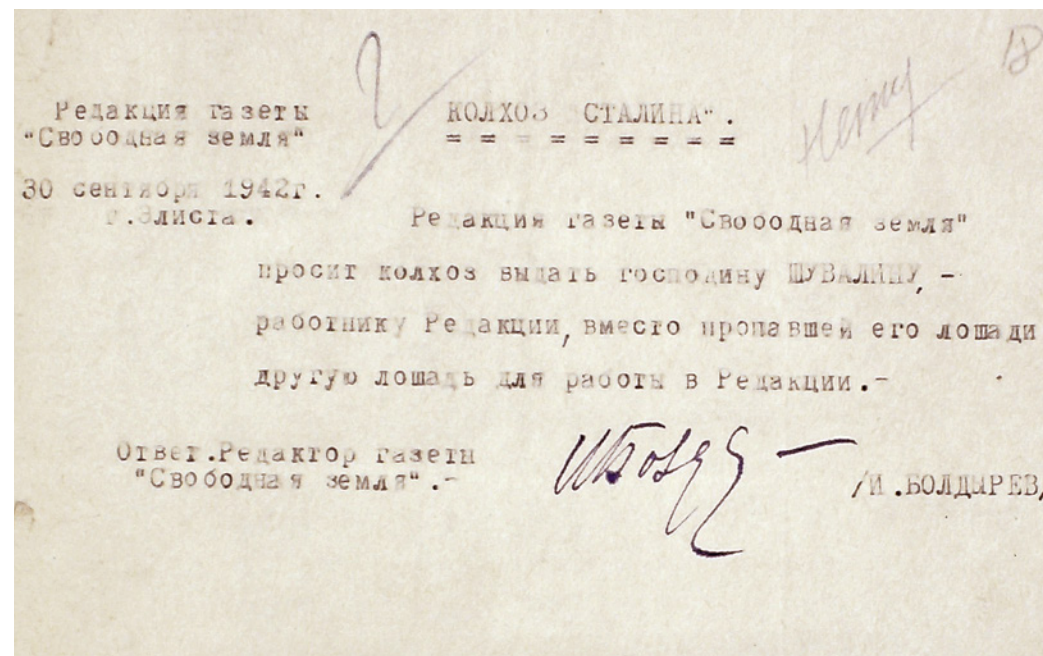 Редакция газеты
"Свободная земля"
КОЛХОЗ СТАЛИНА".
= = = = = = = = =
30 сентября 1942г.
г.Элиста.
Редакция газеты "Свободная земля"
просит колхоз выдать господину ШУВАЛИНУ, -
работнику Редакции, вместо пропавшей его лошади
другую лошадь для работы в Редакции.-
Ответ.Редактор газеты
"Свободная земля".-
/И.БОЛДЫРЕВ/